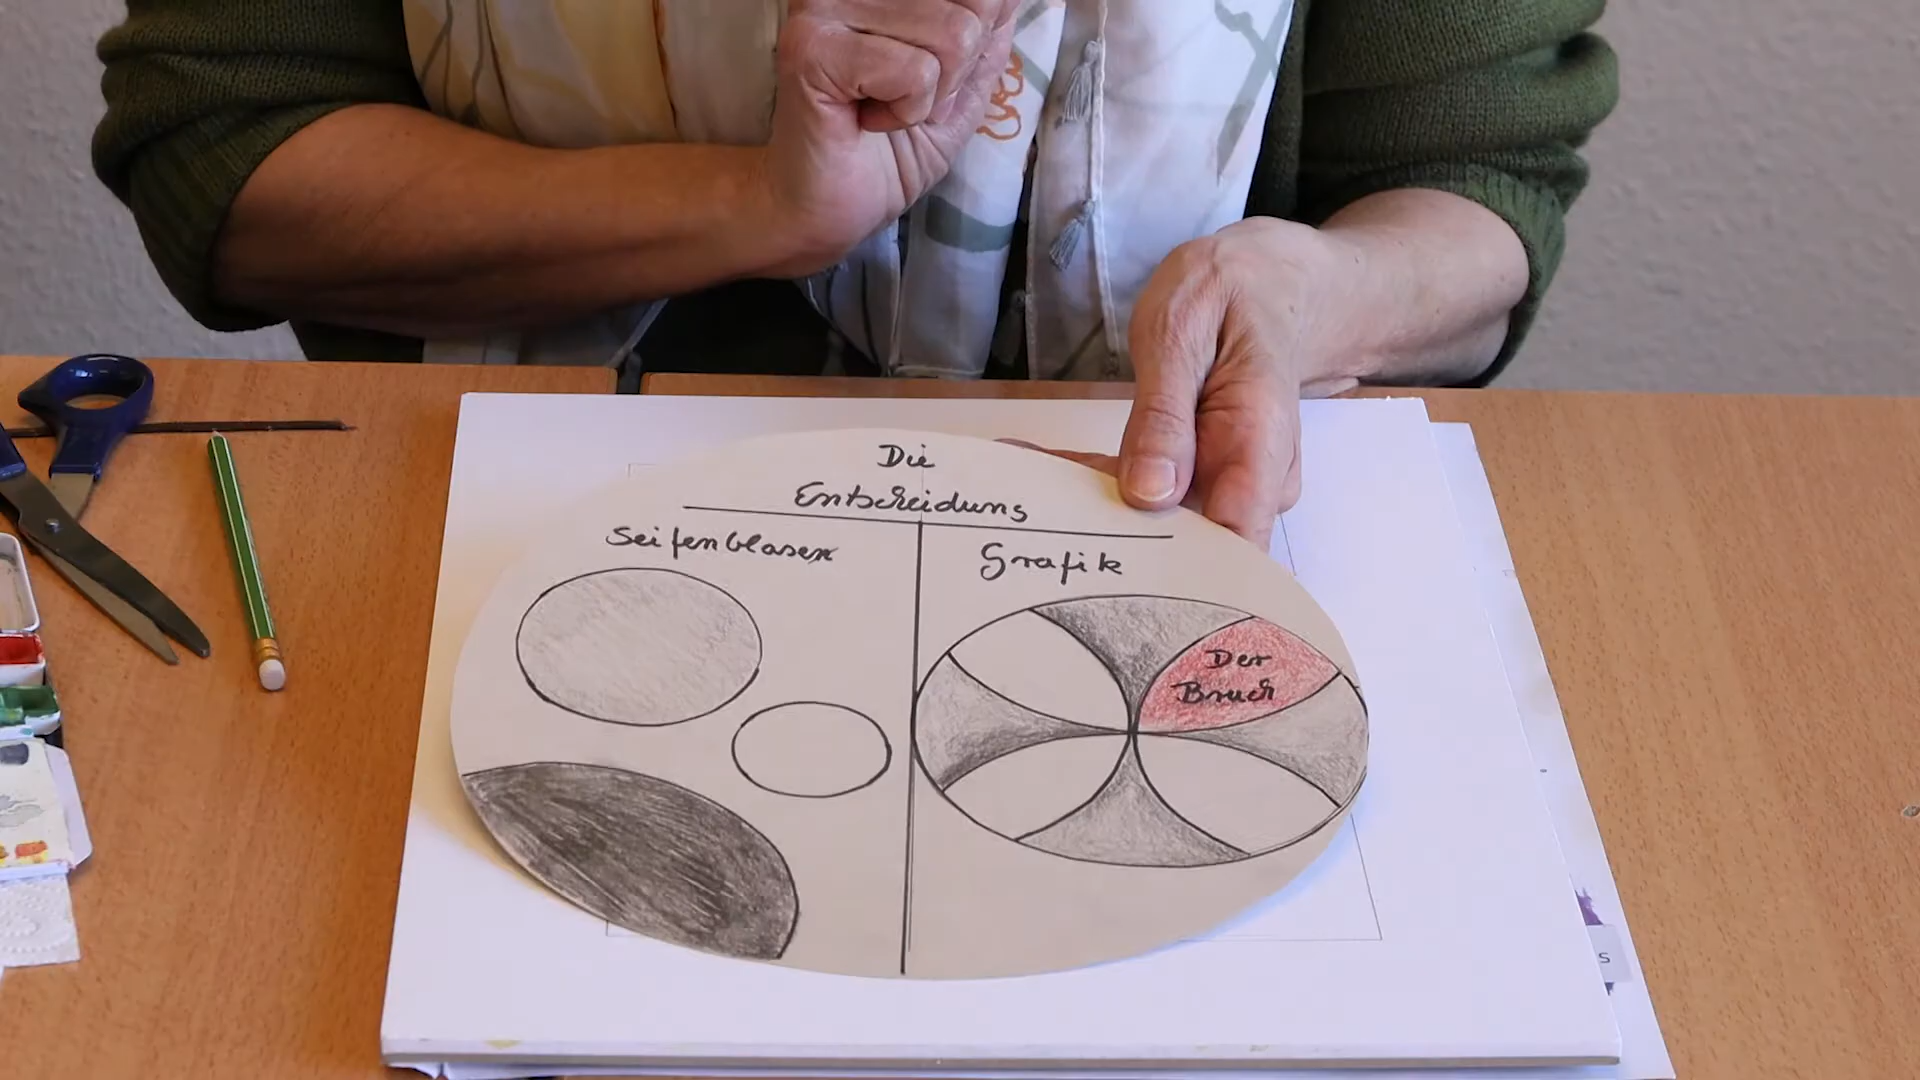 Die
Entscheidung
Seifenblasen
Grafik
Der
Bruch
s